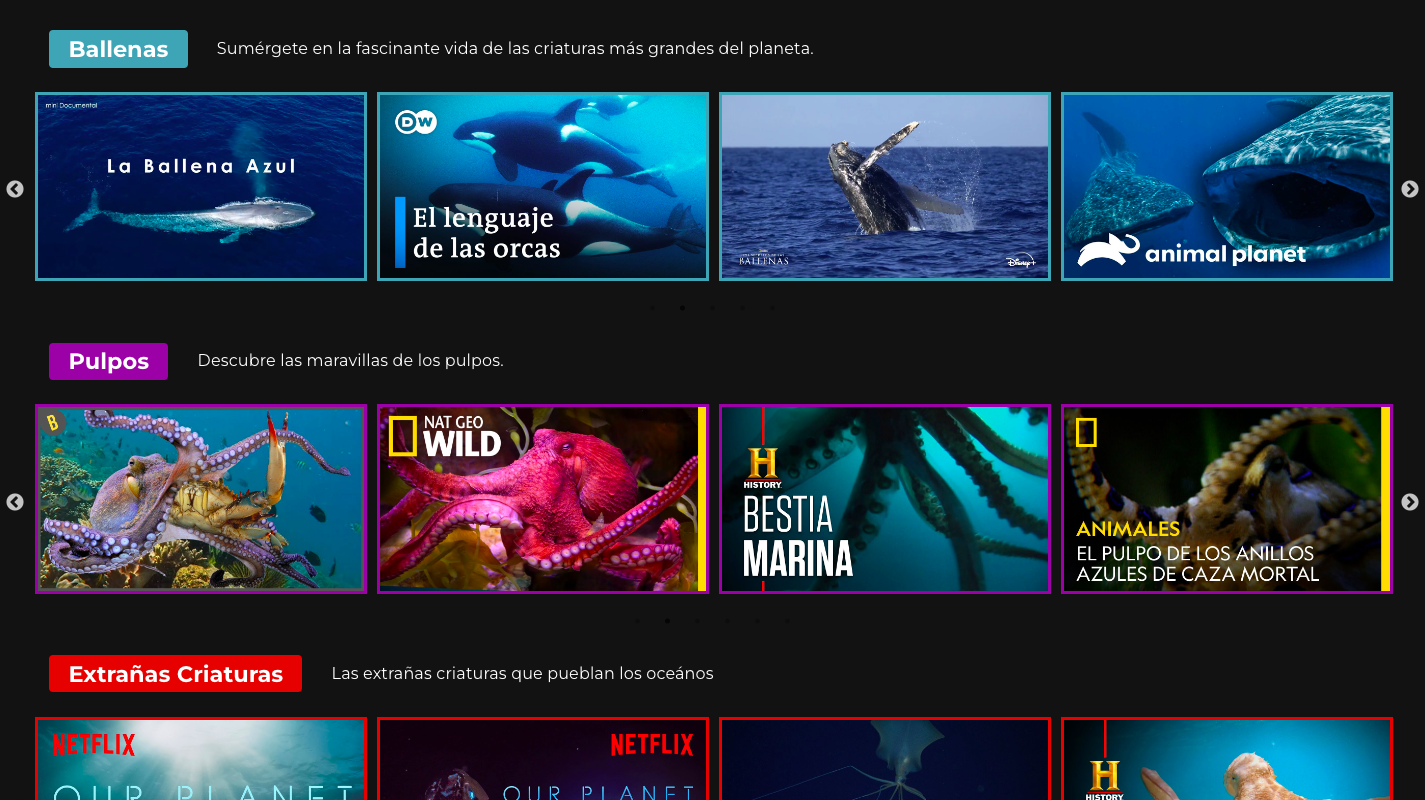 Ballenas
Sumérgete en la fascinante vida de las criaturas más grandes del planeta.
mini Documental
La Ballena Azul
DW
El lenguaje
de las orcas
BALLENAS
Disney+
animal planet
Pulpos
Descubre las maravillas de los pulpos.
B
NAT GEO
WILD
H
HISTORY
BESTIA
MARINA
ANIMALES
EL PULPO DE LOS ANILLOS
AZULES DE CAZA MORTAL
Extrañas Criaturas
Las extrañas criaturas que pueblan los oceános
NETFLIX
OUR PLANET
NETFLIX
OUR PLANET
H
HISTORY